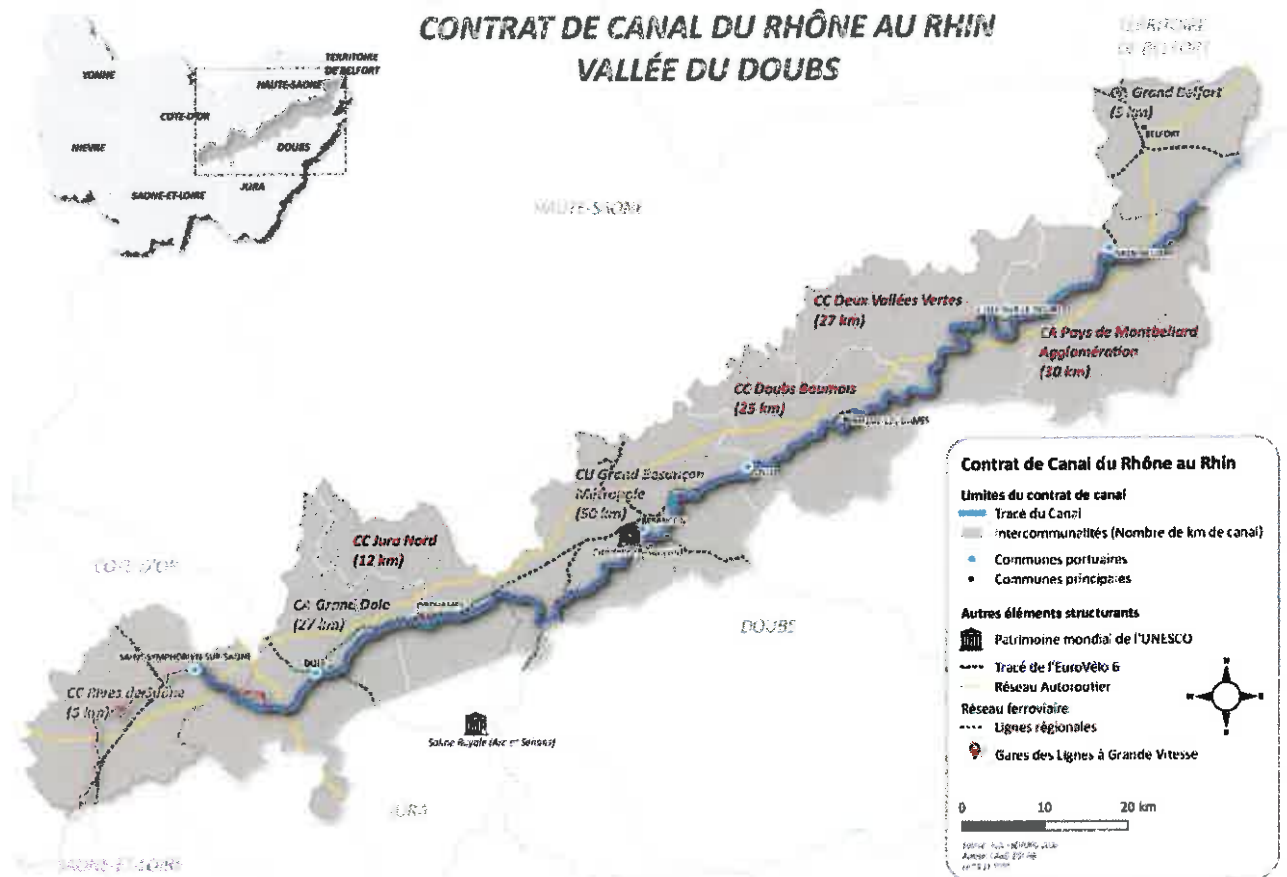 CONTRAT DE CANAL DU RHÔNE AU RHIN
VALLÉE DU DOUBS
YONNE
NIEVRE
COTE-D'OR
HAUTE-SAONE
TERRITOIRE
DE BELFORT
DOUBS
JURA
SAONE-ET-LOIRE
TERRITOIRE
DE BELFORT
CA Grand Belfort
(5 km)
BELFORT
HAUTE-SAONE
CC Deux Vallées Vertes
(27 km)
CA Pays de Montbeliard
Agglomération
(30 km)
CC Doubs Baumois
(25 km)
CU Grand Besançon
Métropole
(50 km)
BESANCON
CC Jura Nord
(12 km)
COTE-D'OR
CA Grand Dole
(27 km)
DOLE
DOUBS
SAINT-SYMPHORIEN-SUR-SAONE
CC Rives de Saône
(5 km)
Saline Royale (Arc et Senans)
JURA
SAONE-ET-LOIRE
Contrat de Canal du Rhône au Rhin
Limites du contrat de canal
Tracé du Canal
Intercommunalités (Nombre de km de canal)
Communes portuaires
Communes principales
Autres éléments structurants
Patrimoine mondial de l'UNESCO
Tracé de l'EuroVélo 6
Réseau Autoroutier
Réseau ferroviaire
Lignes régionales
Gares des Lignes à Grande Vitesse
N
E
S
0 10 20 km